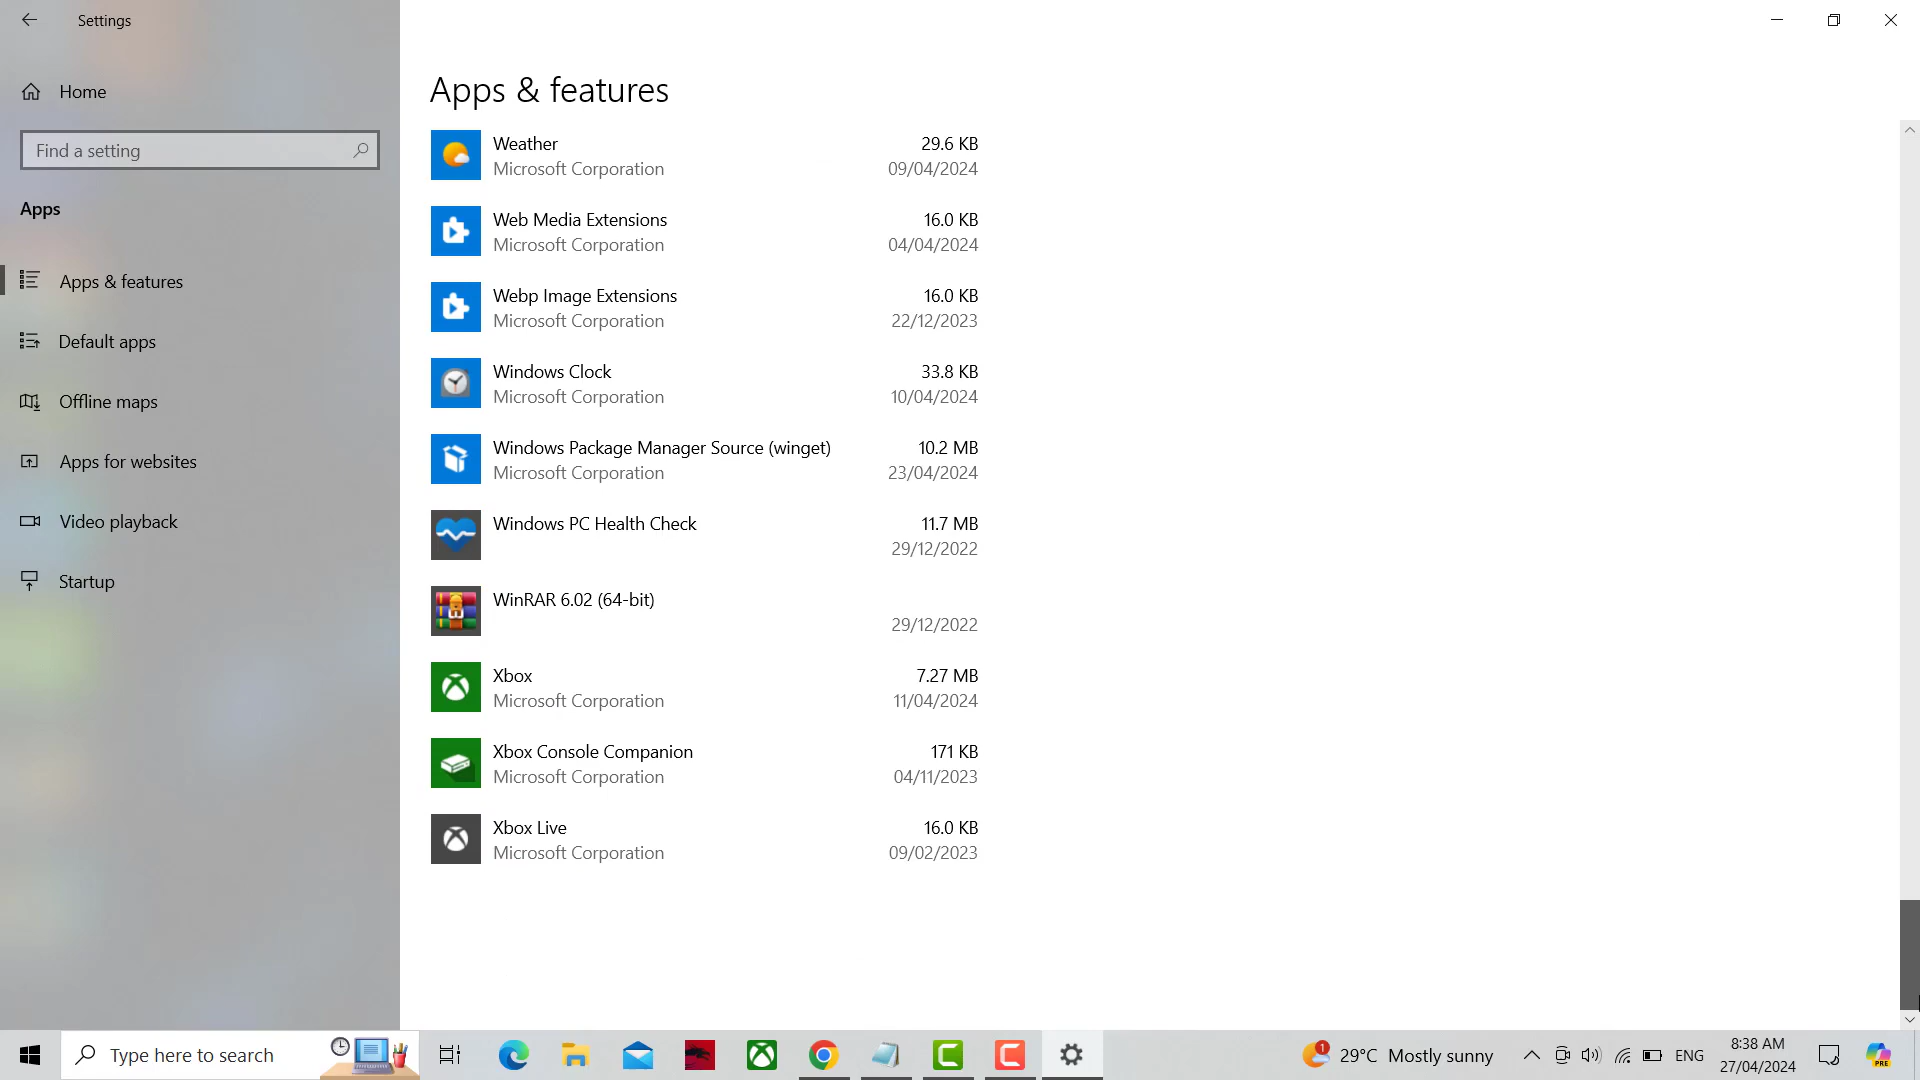 Settings
Home
Find a setting
Apps
Apps & features
Default apps
Offline maps
Apps for websites
Video playback
Startup
Apps & features
Weather 29.6 KB
Microsoft Corporation 09/04/2024
Web Media Extensions 16.0 KB
Microsoft Corporation 04/04/2024
Webp Image Extensions 16.0 KB
Microsoft Corporation 22/12/2023
Windows Clock 33.8 KB
Microsoft Corporation 10/04/2024
Windows Package Manager Source (winget) 10.2 MB
Microsoft Corporation 23/04/2024
Windows PC Health Check 11.7 MB
29/12/2022
WinRAR 6.02 (64-bit)
29/12/2022
Xbox 7.27 MB
Microsoft Corporation 11/04/2024
Xbox Console Companion 171 KB
Microsoft Corporation 04/11/2023
Xbox Live 16.0 KB
Microsoft Corporation 09/02/2023
Type here to search
1
29°C Mostly sunny
ENG
8:38 AM
27/04/2024
PRE